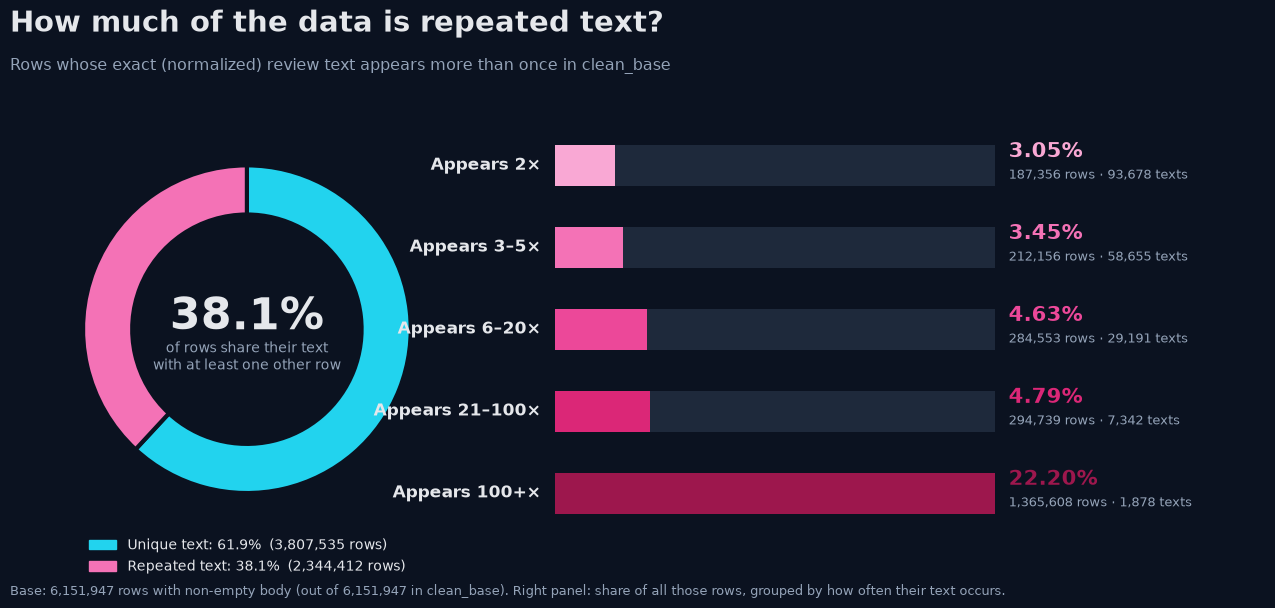 How much of the data is repeated text?
Rows whose exact (normalized) review text appears more than once in clean_base
38.1%
of rows share their text
with at least one other row
Unique text: 61.9%  (3,807,535 rows)
Repeated text: 38.1%  (2,344,412 rows)
Appears 2×
3.05%
187,356 rows · 93,678 texts
Appears 3–5×
3.45%
212,156 rows · 58,655 texts
Appears 6–20×
4.63%
284,553 rows · 29,191 texts
Appears 21–100×
4.79%
294,739 rows · 7,342 texts
Appears 100+×
22.20%
1,365,608 rows · 1,878 texts
Base: 6,151,947 rows with non-empty body (out of 6,151,947 in clean_base). Right panel: share of all those rows, grouped by how often their text occurs.